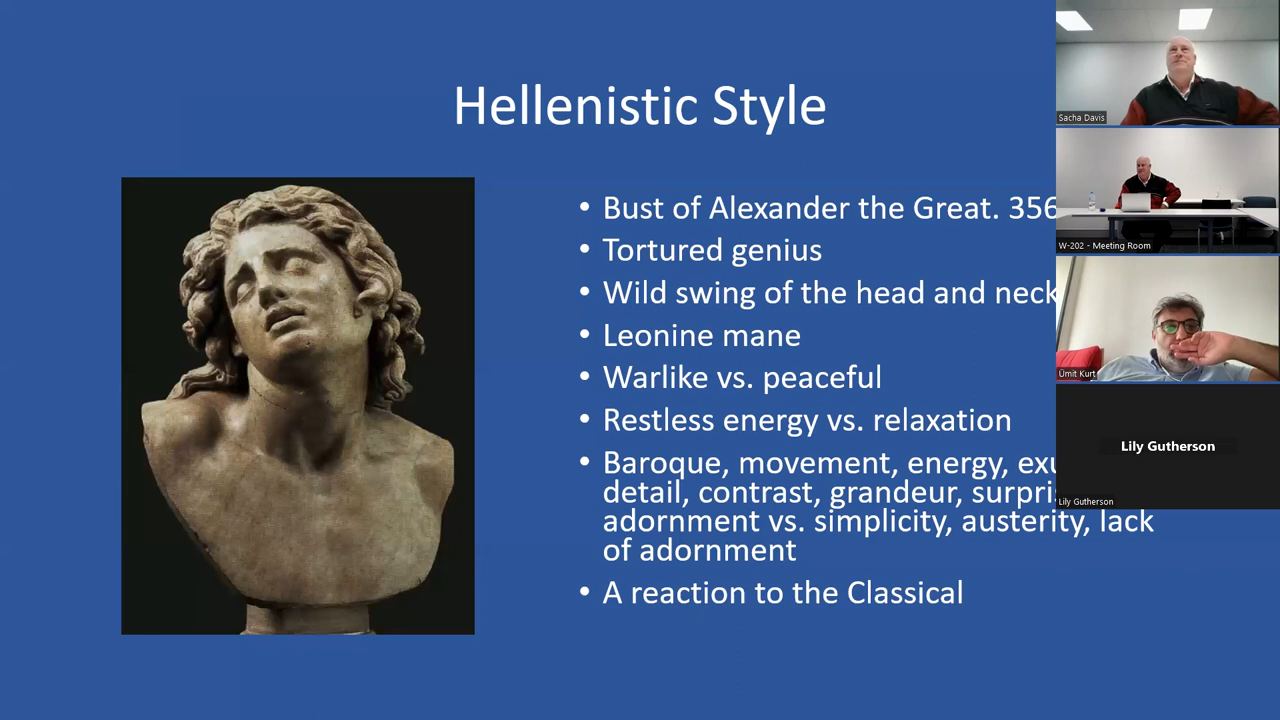 Hellenistic Style
• Bust of Alexander the Great. 356
• Tortured genius
• Wild swing of the head and neck
• Leonine mane
• Warlike vs. peaceful
• Restless energy vs. relaxation
• Baroque, movement, energy,
detail, contrast, grandeur,
adornment vs. simplicity, austerity, lack
of adornment
• A reaction to the Classical
Sacha Davis
W-202 - Meeting Room
Ümit Kurt
Lily Gutherson
Lily Gutherson